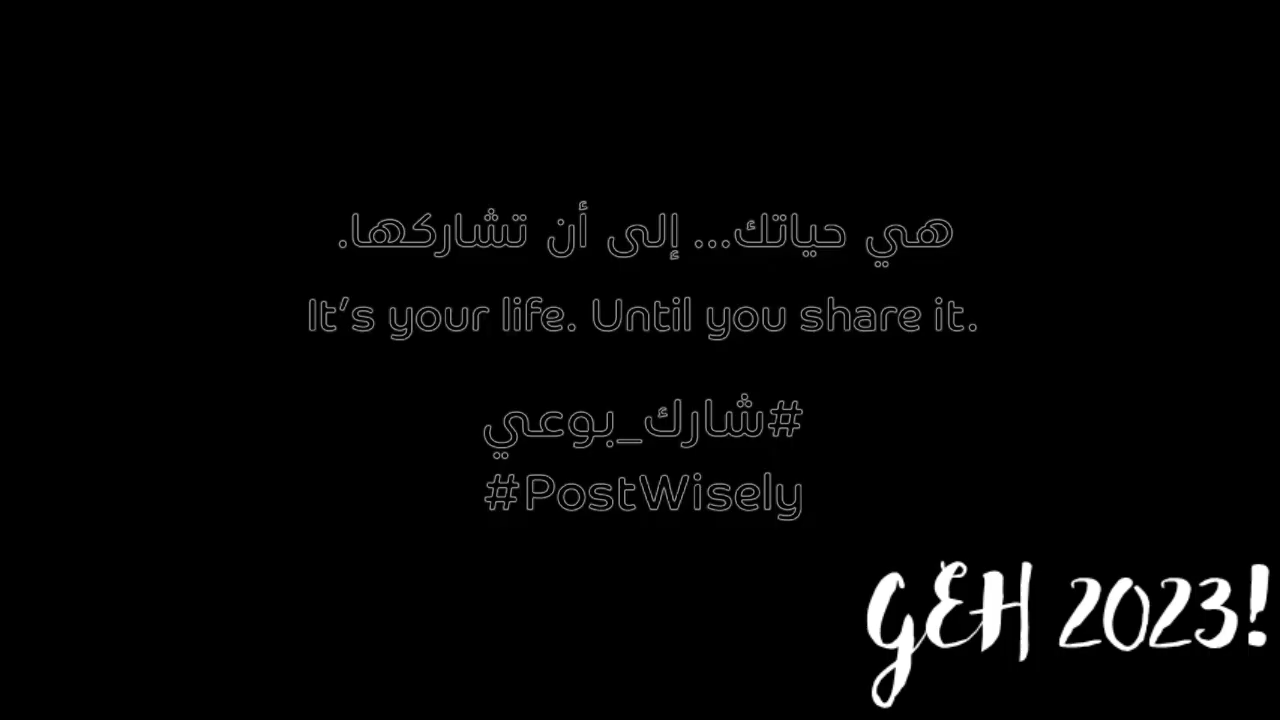 هي حياتك... إلى أن تشاركها.
It's your life. Until you share it.
#شارك_بوعي
#PostWisely
GEH 2023!